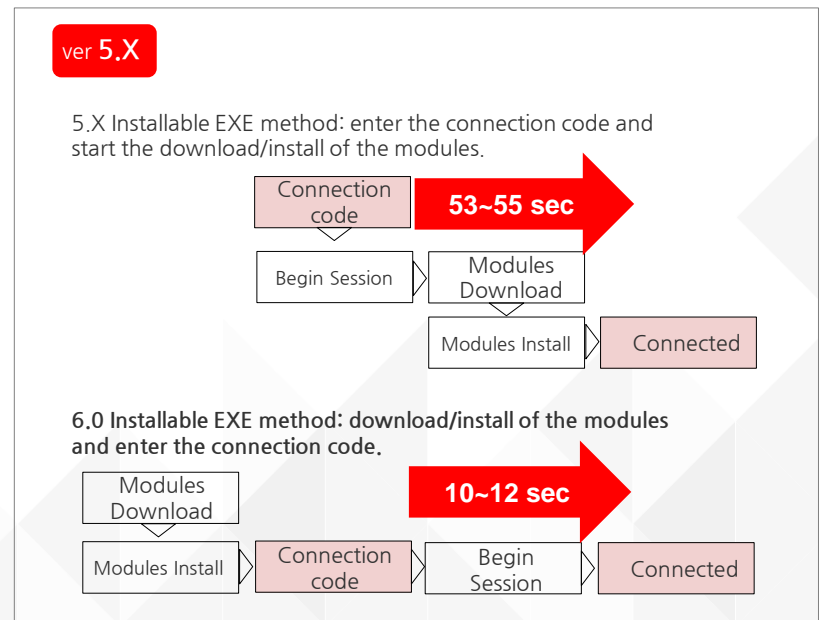 ver 5.X
5.X Installable EXE method: enter the connection code and
start the download/install of the modules.
Connection
code
53~55 sec
Begin Session
Modules
Download
Modules Install
Connected
6.0 Installable EXE method: download/install of the modules
and enter the connection code.
Modules
Download
10~12 sec
Modules Install
Connection
code
Begin
Session
Connected